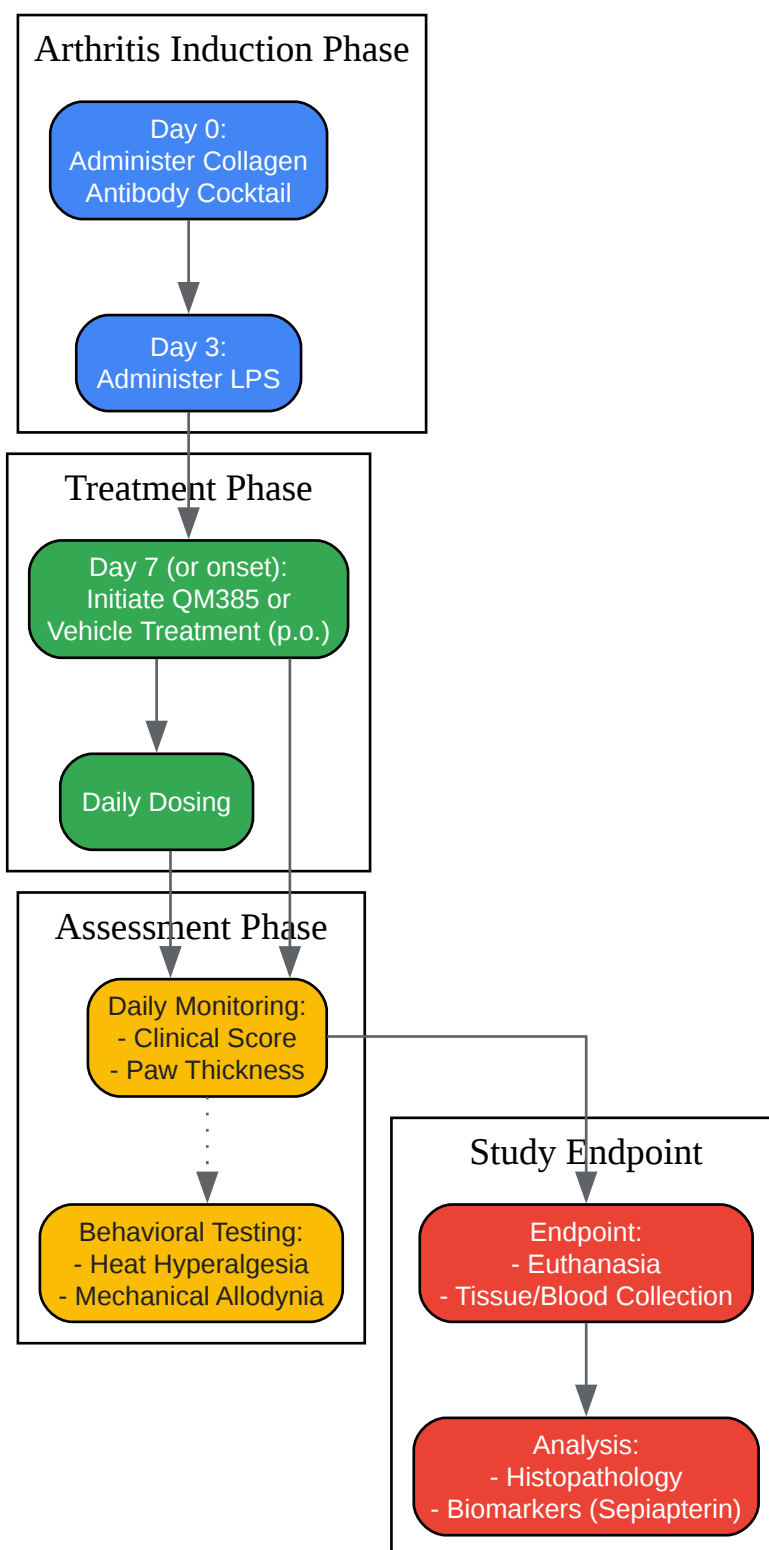 Arthritis Induction Phase
Day 0:
Administer Collagen
Antibody Cocktail
Day 3:
Administer LPS
Treatment Phase
Day 7 (or onset):
Initiate QM385 or
Vehicle Treatment (p.o.)
Daily Dosing
Assessment Phase
Daily Monitoring:
- Clinical Score
- Paw Thickness
Behavioral Testing:
- Heat Hyperalgesia
- Mechanical Allodynia
Study Endpoint
Endpoint:
- Euthanasia
- Tissue/Blood Collection
Analysis:
- Histopathology
- Biomarkers (Sepiapterin)